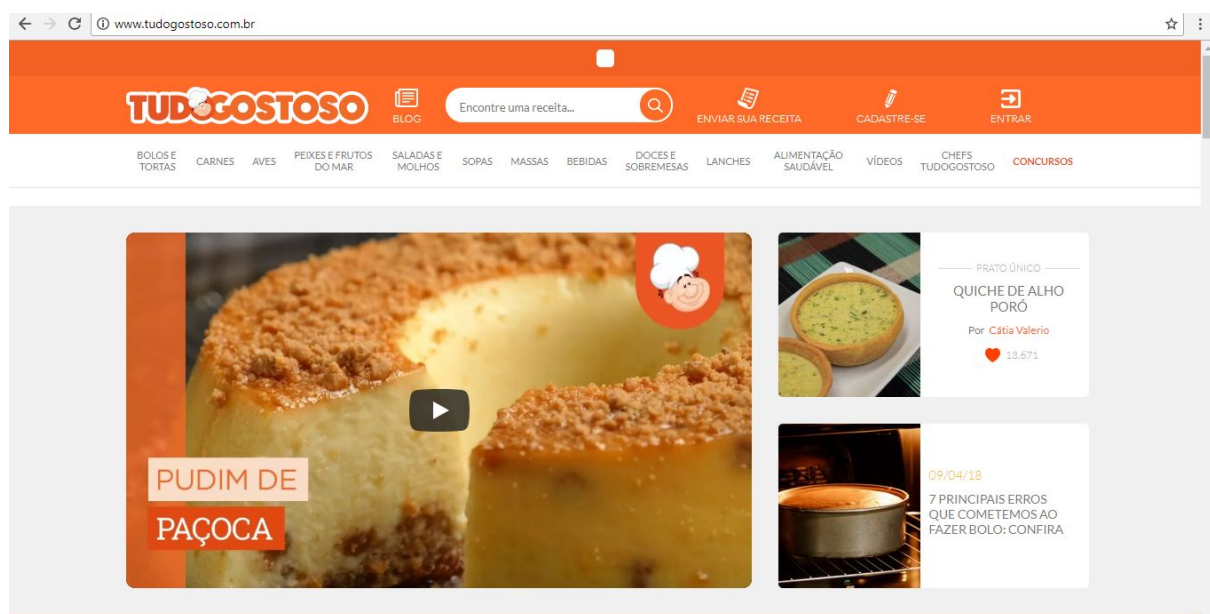 www.tudogostoso.com.br
TUDOGOSTOSO
BLOG
Encontre uma receita...
ENVIAR SUA RECEITA
CADASTRE-SE
ENTRAR
BOLOS E
TORTAS
CARNES
AVES
PEIXES E FRUTOS
DO MAR
SALADAS E
MOLHOS
SOPAS
MASSAS
BEBIDAS
DOCES E
SOBREMESAS
LANCHES
ALIMENTAÇÃO
SAUDÁVEL
VÍDEOS
CHEFS
TUDOGOSTOSO
CONCURSOS
PUDIM DE
PAÇOCA
PRATO ÚNICO
QUICHE DE ALHO
PORÓ
Por Cátia Valerio
13.671
09/04/18
7 PRINCIPAIS ERROS
QUE COMETEMOS AO
FAZER BOLO: CONFIRA